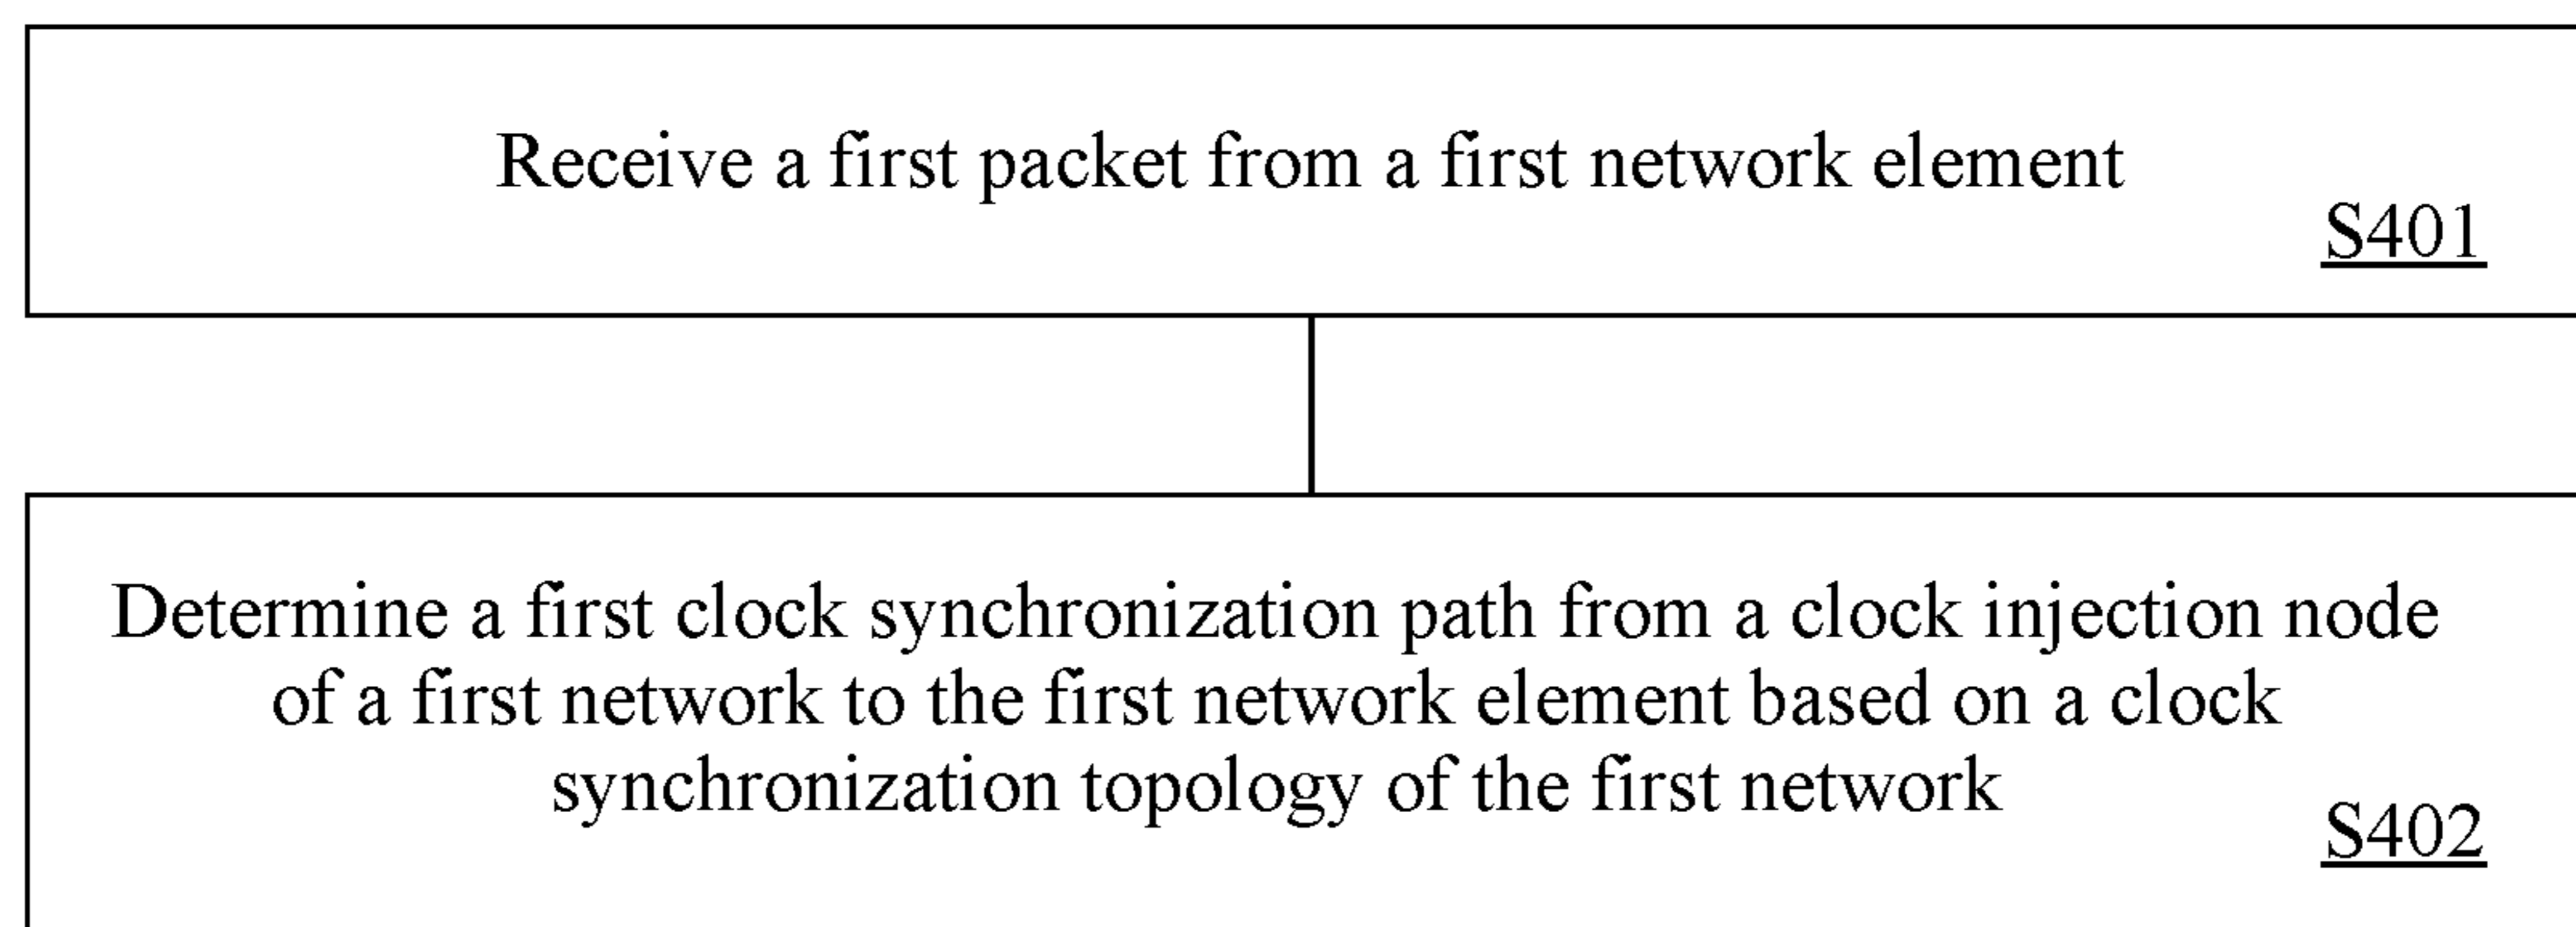 Receive a first packet from a first network element
S401
Determine a first clock synchronization path from a clock injection node
of a first network to the first network element based on a clock
synchronization topology of the first network
S402